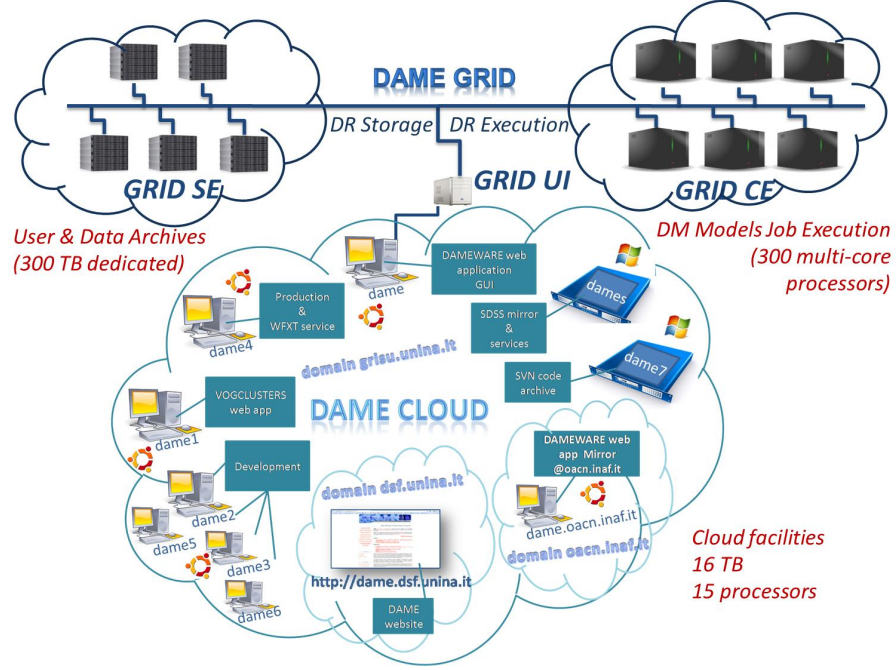 DAME GRID
DR Storage
DR Execution
GRID SE
GRID UI
GRID CE
User & Data Archives
(300 TB dedicated)
DM Models Job Execution
(300 multi-core
processors)
dame
DAMEWARE web
application
GUI
Production
&
WFXT service
dame4
SDSS mirror
&
services
dames
domain grisu.unina.it
SVN code
archive
dame7
VOGCLUSTERS
web app
dame1
DAME CLOUD
Development
dame2
dame5
dame3
dame6
domain dsf.unina.it
http://dame.dsf.unina.it
DAME
website
DAMEWARE web
app Mirror
@oacn.inaf.it
dame.oacn.inaf.it
domain oacn.inaf.it
Cloud facilities
16 TB
15 processors